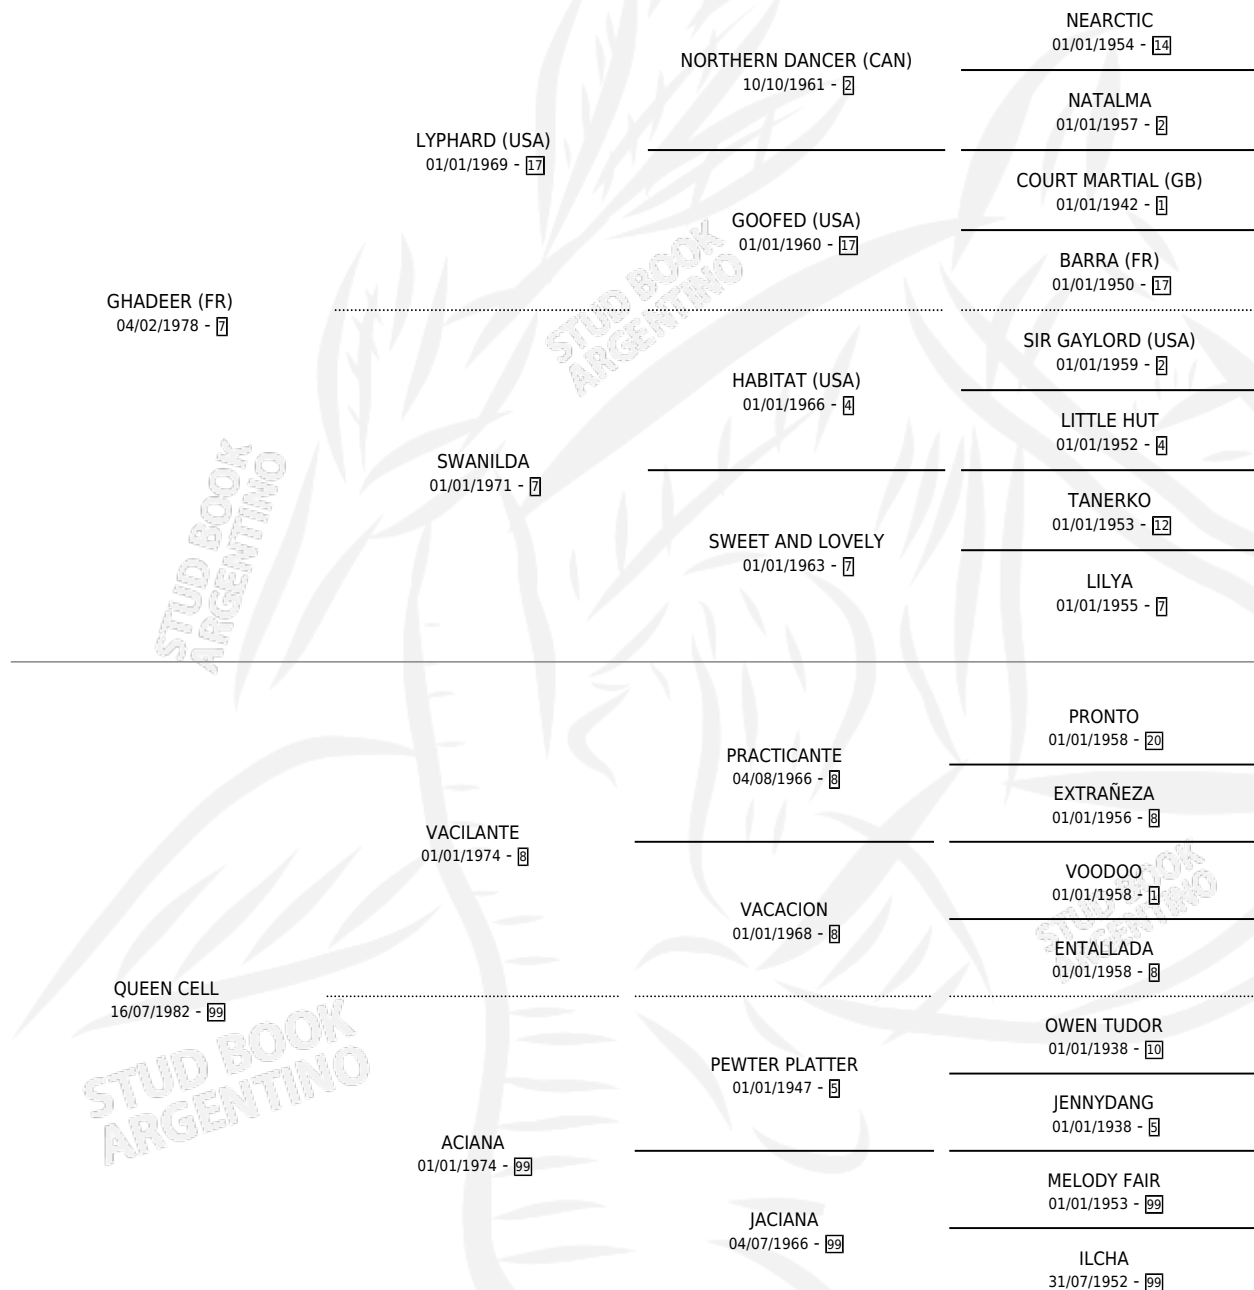 NEARCTIC
01/01/1954 - 14
NORTHERN DANCER (CAN)
10/10/1961 - 2
NATALMA
01/01/1957 - 2
LYPHARD (USA)
01/01/1969 - 17
COURT MARTIAL (GB)
01/01/1942 - 1
GOOFED (USA)
01/01/1960 - 17
BARRA (FR)
01/01/1950 - 17
GHADEER (FR)
04/02/1978 - 7
SIR GAYLORD (USA)
01/01/1959 - 2
HABITAT (USA)
01/01/1966 - 4
LITTLE HUT
01/01/1952 - 4
SWANILDA
01/01/1971 - 7
TANERKO
01/01/1953 - 12
SWEET AND LOVELY
01/01/1963 - 7
LILYA
01/01/1955 - 7
PRONTO
01/01/1958 - 20
PRACTICANTE
04/08/1966 - 8
EXTRAÑEZA
01/01/1956 - 8
VACILANTE
01/01/1974 - 8
VOODOO
01/01/1958 - 1
VACACION
01/01/1968 - 8
ENTALLADA
01/01/1958 - 8
QUEEN CELL
16/07/1982 - 99
OWEN TUDOR
01/01/1938 - 10
PEWTER PLATTER
01/01/1947 - 5
JENNYDANG
01/01/1938 - 5
ACIANA
01/01/1974 - 99
MELODY FAIR
01/01/1953 - 99
JACIANA
04/07/1966 - 99
ILCHA
31/07/1952 - 99
STUD BOOK
ARGENTINO
STUD BOOK
ARGENTINO
STUD BOOK
ARGENTINO
STUD BOOK
ARGENTINO